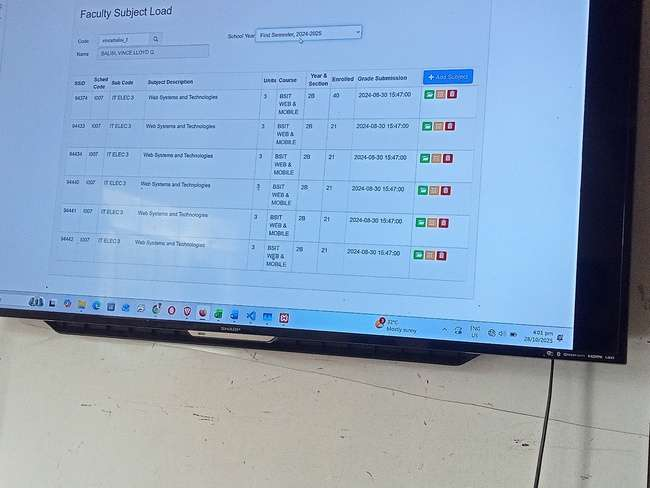 Faculty Subject Load
School Year First Semester, 2024-2025
Code
Name BALISI, VINCE LLOYD G.
Add Subject
SSID Sched Code Sub Code Subject Description Units Course Year & Section Enrolled Grade Submission
94374 I007 IT ELEC 3 Web Systems and Technologies 3 BSIT WEB & MOBILE 2B 40 2024-08-30 15:47:00
94433 I007 IT ELEC 3 Web Systems and Technologies 3 BSIT WEB & MOBILE 2B 21 2024-08-30 15:47:00
94434 I007 IT ELEC 3 Web Systems and Technologies 3 BSIT WEB & MOBILE 2B 21 2024-08-30 15:47:00
94440 I007 IT ELEC 3 Web Systems and Technologies 3 BSIT WEB & MOBILE 2B 21 2024-08-30 15:47:00
94441 I007 IT ELEC 3 Web Systems and Technologies 3 BSIT WEB & MOBILE 2B 21 2024-08-30 15:47:00
94442 I007 IT ELEC 3 Web Systems and Technologies 3 BSIT WEB & MOBILE 2B 21 2024-08-30 15:47:00
32°C
Mostly sunny
ENG
US
4:01 pm
28/10/2025
SHARP
HDMI